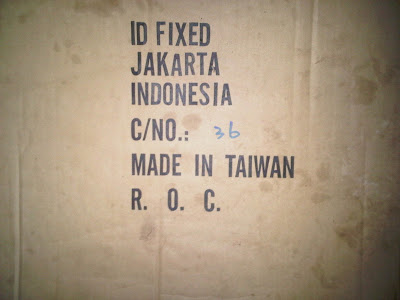 ID FIXED
JAKARTA
INDONESIA
C/NO.: 36
MADE IN TAIWAN
R. O. C.